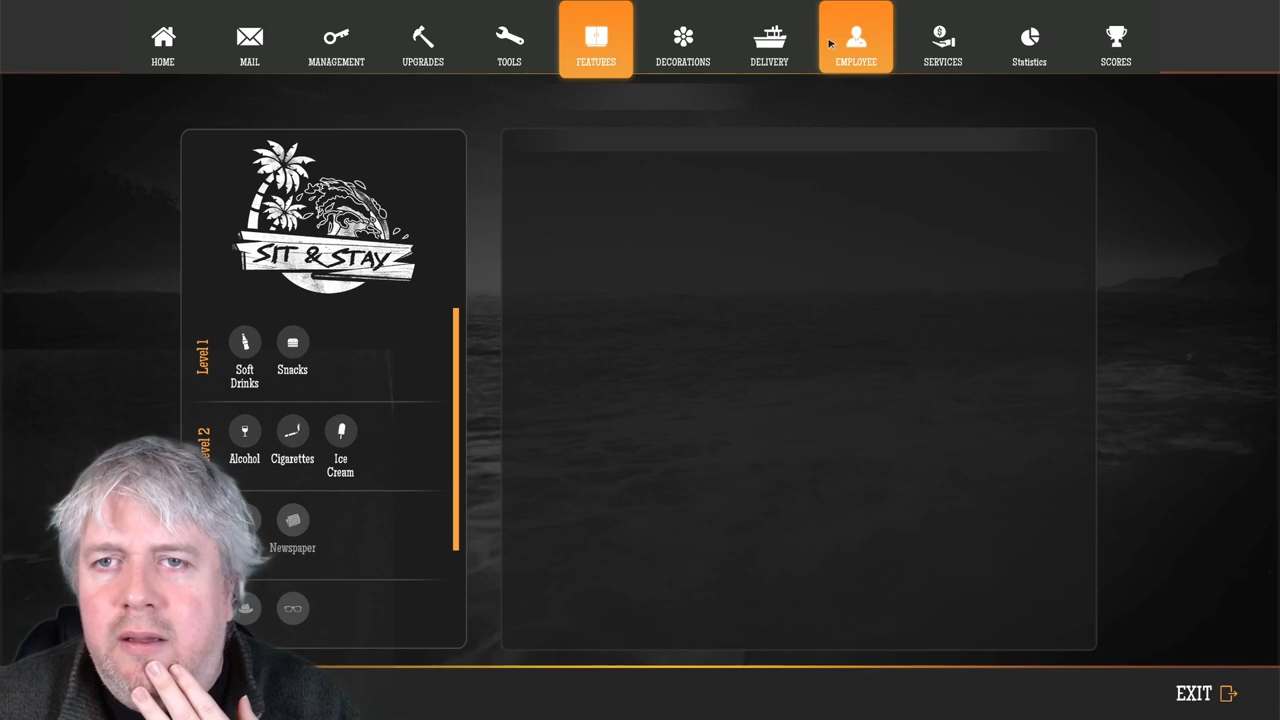 HOME MAIL MANAGEMENT UPGRADES TOOLS FEATURES DECORATIONS DELIVERY EMPLOYEE SERVICES Statistics SCORES
SIT & STAY
Level 1
Soft Drinks
Snacks
Alcohol
Cigarettes
Ice Cream
Newspaper
EXIT